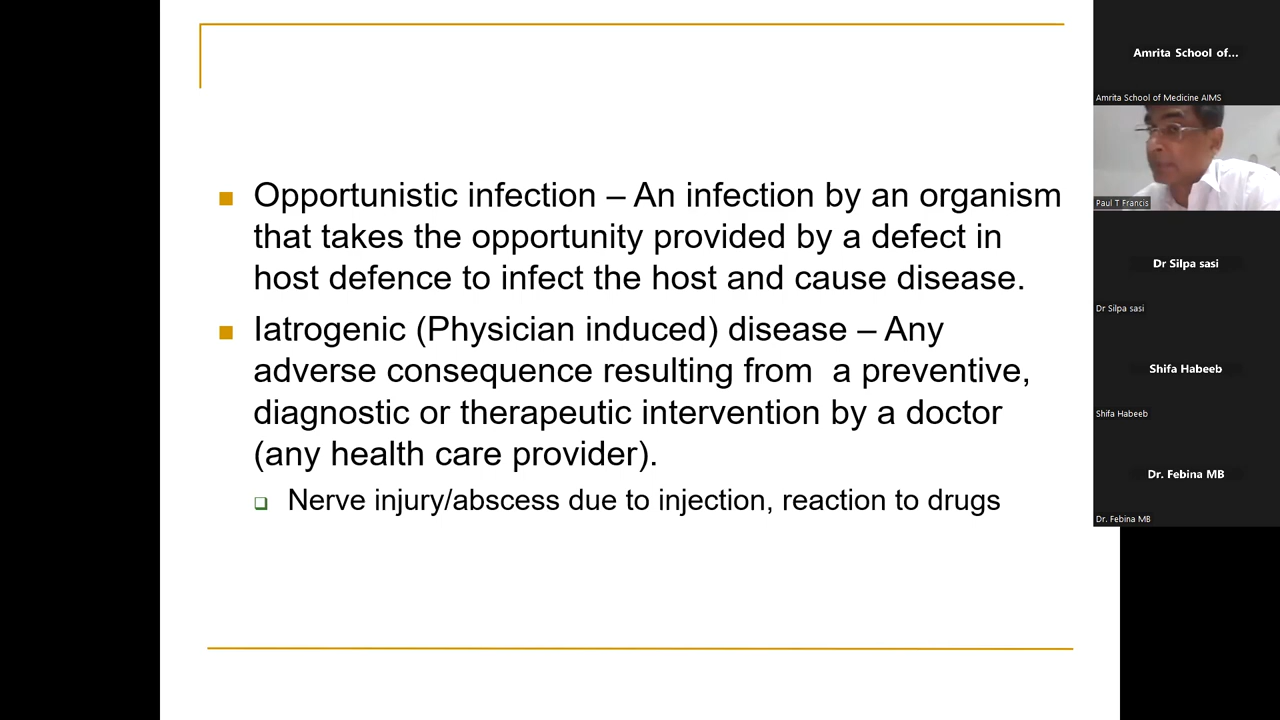 Opportunistic infection – An infection by an organism
that takes the opportunity provided by a defect in
host defence to infect the host and cause disease.
Iatrogenic (Physician induced) disease – Any
adverse consequence resulting from  a preventive,
diagnostic or therapeutic intervention by a doctor
(any health care provider).
Nerve injury/abscess due to injection, reaction to drugs
Amrita School of...
Amrita School of Medicine AIMS
Paul T Francis
Dr Silpa sasi
Dr Silpa sasi
Shifa Habeeb
Shifa Habeeb
Dr. Febina MB
Dr. Febina MB